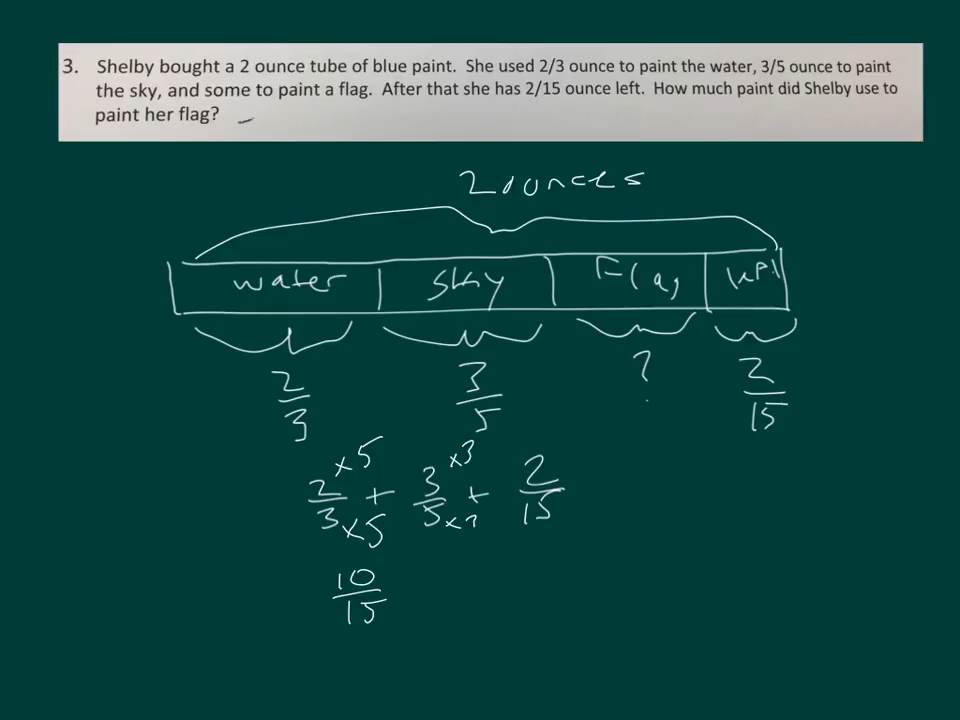 3. Shelby bought a 2 ounce tube of blue paint. She used 2/3 ounce to paint the water, 3/5 ounce to paint
the sky, and some to paint a flag. After that she has 2/15 ounce left. How much paint did Shelby use to
paint her flag?
2 ounces
water sky Flag left
2/3 3/5 ? 2/15
2/3 ×5/×5 + 3/5 ×3/×3 + 2/15
10/15